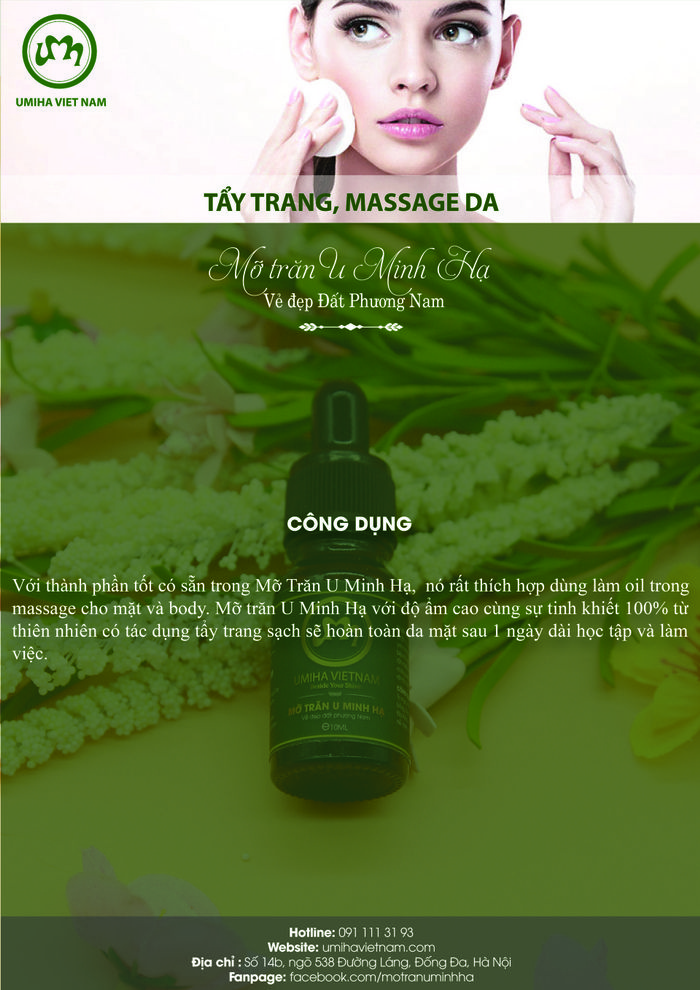 UMIHA VIET NAM
TẨY TRANG, MASSAGE DA
Mỡ trăn U Minh Hạ
Vẻ đẹp Đất Phương Nam
CÔNG DỤNG
Với thành phần tốt có sẵn trong Mỡ Trăn U Minh Hạ, nó rất thích hợp dùng làm oil trong
massage cho mặt và body. Mỡ trăn U Minh Hạ với độ ẩm cao cùng sự tinh khiết 100% từ
thiên nhiên có tác dụng tẩy trang sạch sẽ hoàn toàn da mặt sau 1 ngày dài học tập và làm
việc.
UMIHA VIETNAM
Beside Your Shine
MỠ TRĂN U MINH HẠ
Vẻ đẹp đất phương Nam
10ML
Hotline: 091 111 31 93
Website: umihavietnam.com
Địa chỉ : Số 14b, ngõ 538 Đường Láng, Đống Đa, Hà Nội
Fanpage: facebook.com/motranuminhha